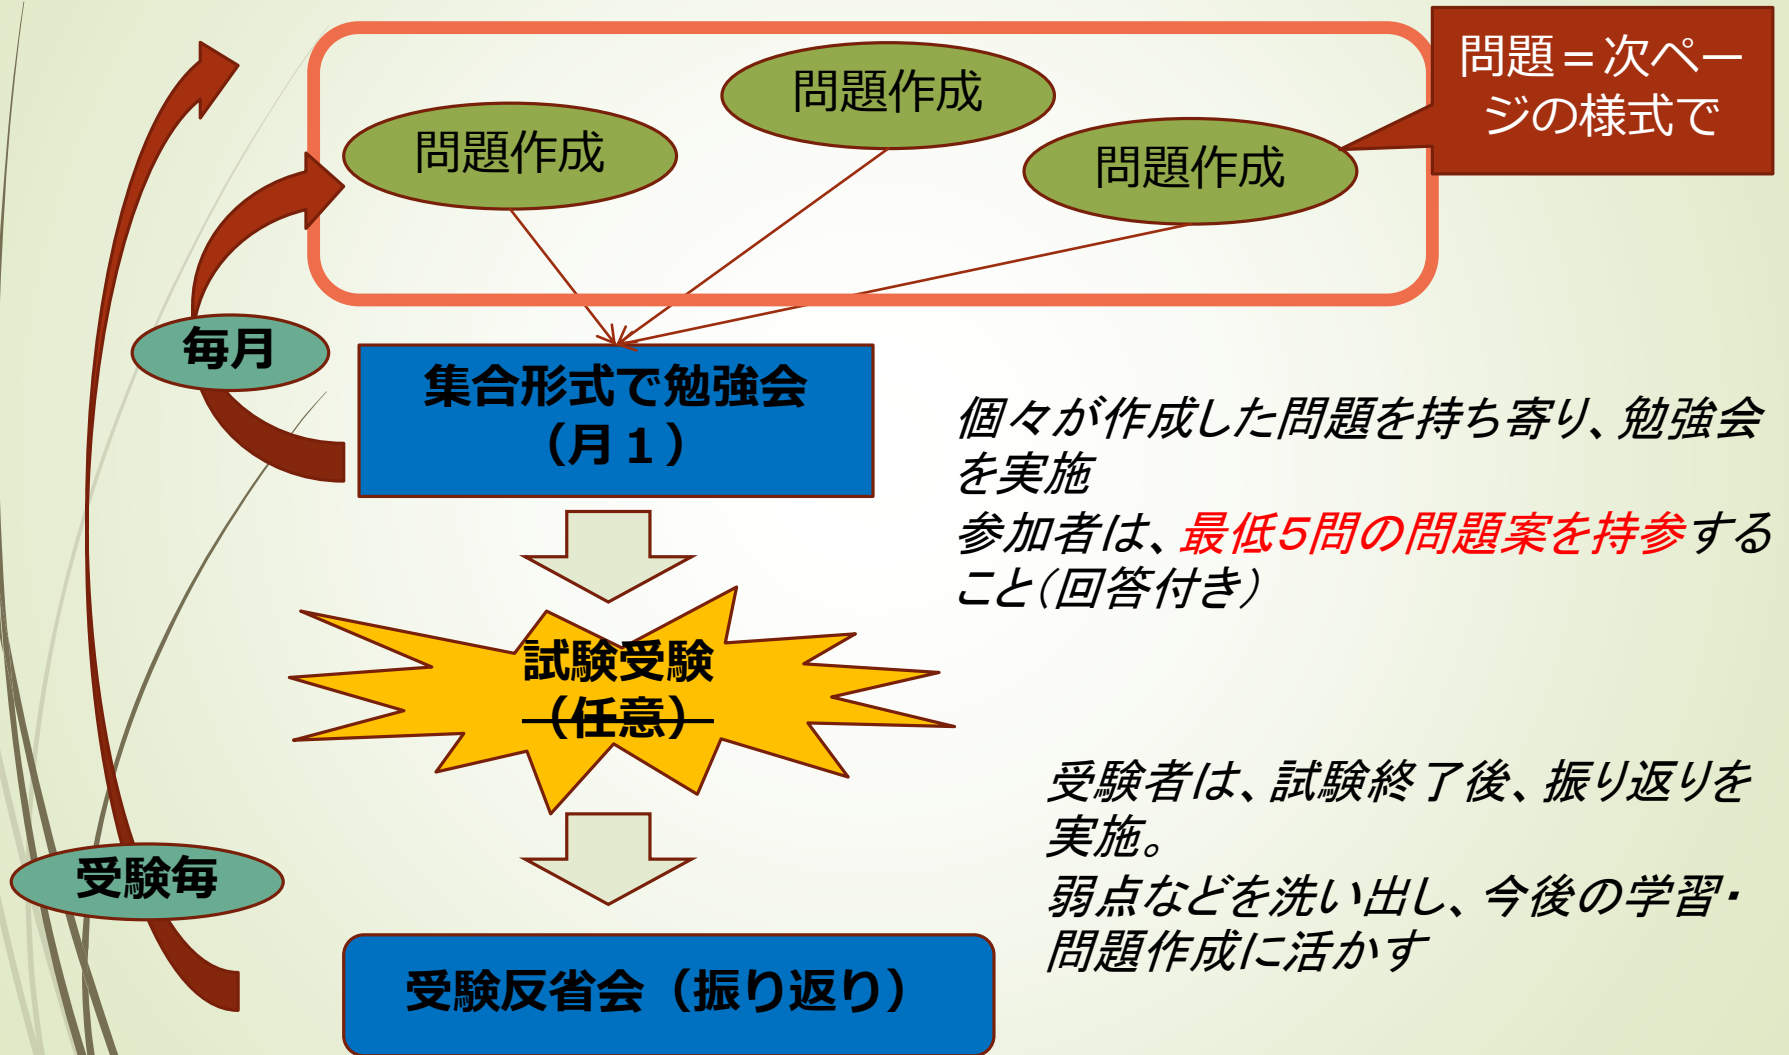 問題＝次ペー
ジの様式で
問題作成
問題作成
問題作成
毎月
集合形式で勉強会
（月１）
個々が作成した問題を持ち寄り、勉強会
を実施
参加者は、最低５問の問題案を持参する
こと（回答付き）
試験受験
（任意）
受験者は、試験終了後、振り返りを
実施。
弱点などを洗い出し、今後の学習・
問題作成に活かす
受験毎
受験反省会（振り返り）